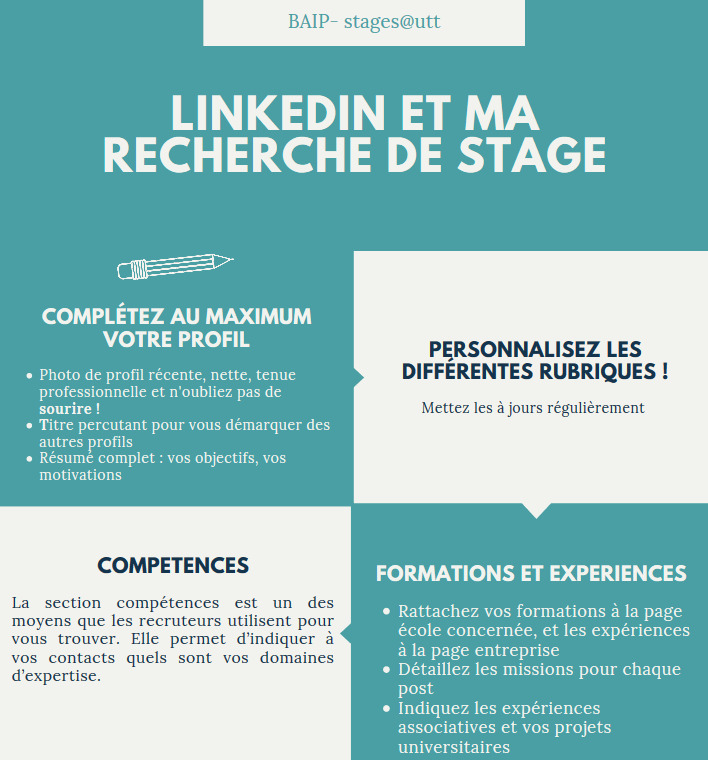 BAIP- stages@utt
LINKEDIN ET MA
RECHERCHE DE STAGE
COMPLÉTEZ AU MAXIMUM
VOTRE PROFIL
• Photo de profil récente, nette, tenue
professionnelle et n'oubliez pas de
sourire !
• Titre percutant pour vous démarquer des
autres profils
• Résumé complet : vos objectifs, vos
motivations
PERSONNALISEZ LES
DIFFÉRENTES RUBRIQUES !
Mettez les à jours régulièrement
FORMATIONS ET EXPERIENCES
• Rattachez vos formations à la page
école concernée, et les expériences
à la page entreprise
• Détaillez les missions pour chaque
post
• Indiquez les expériences
associatives et vos projets
universitaires
COMPETENCES
La section compétences est un des
moyens que les recruteurs utilisent pour
vous trouver. Elle permet d'indiquer à
vos contacts quels sont vos domaines
d'expertise.